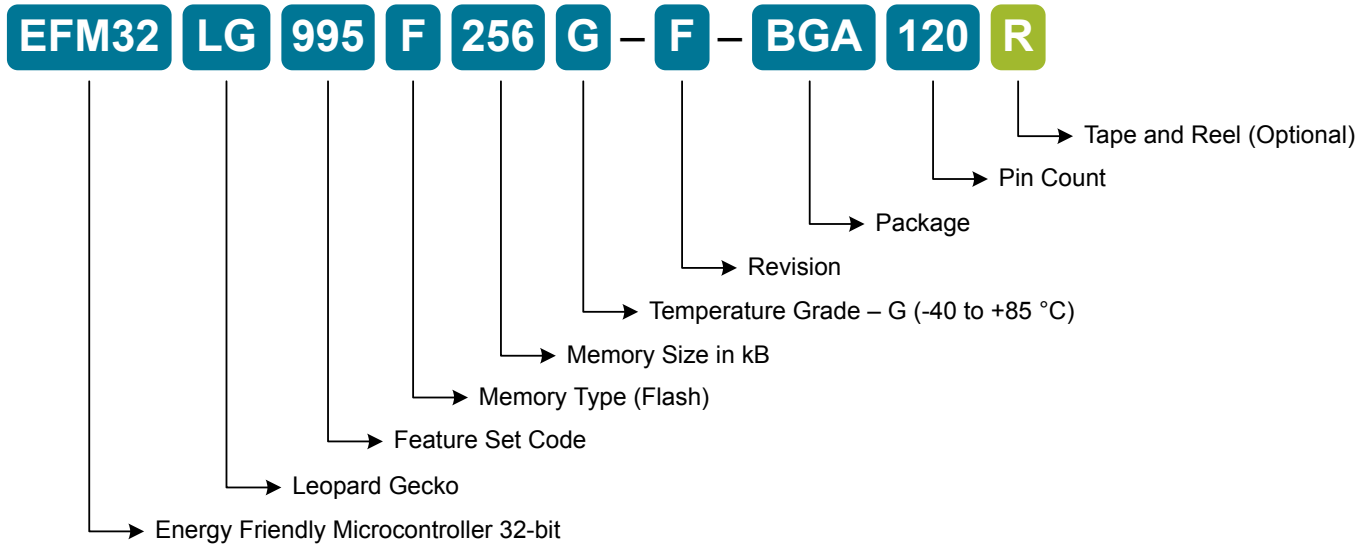 EFM32 LG 995 F 256 G – F – BGA 120 R
Tape and Reel (Optional)
Pin Count
Package
Revision
Temperature Grade – G (-40 to +85 °C)
Memory Size in kB
Memory Type (Flash)
Feature Set Code
Leopard Gecko
Energy Friendly Microcontroller 32-bit